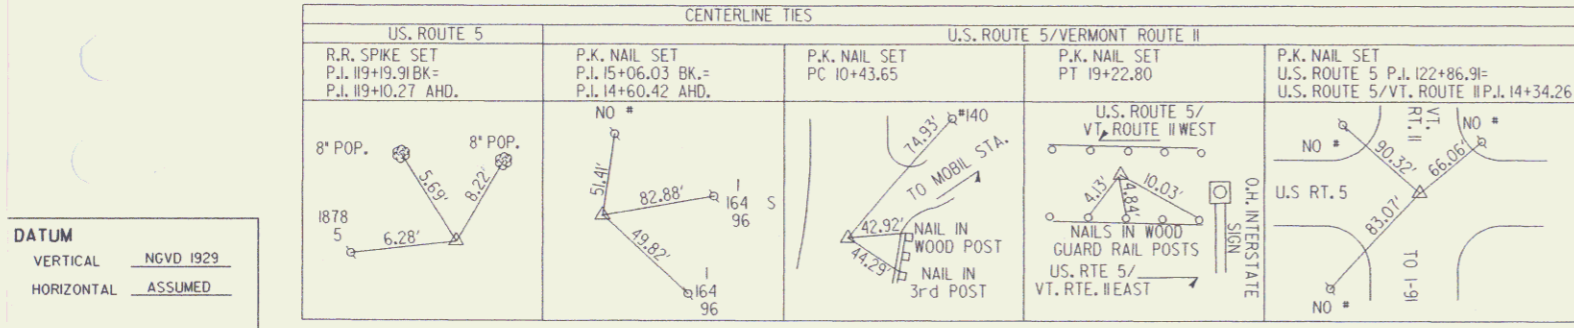 CENTERLINE TIES
U.S. ROUTE 5
U.S. ROUTE 5/VERMONT ROUTE 11
R.R. SPIKE SET
P.I. 119+19.91 BK=
P.I. 119+10.27 AHD.
P.K. NAIL SET
P.I. 15+06.03 BK.=
P.I. 14+60.42 AHD.
P.K. NAIL SET
PC 10+43.65
P.K. NAIL SET
PT 19+22.80
P.K. NAIL SET
U.S. ROUTE 5 P.I. 122+86.91=
U.S. ROUTE 5/VT. ROUTE 11 P.I. 14+34.26
8" POP.
8" POP.
5.69'
8.22'
1878
5
6.28'
NO #
51.41'
82.88'
1
164 S
96
49.82'
1
164
96
#140
74.93'
TO MOBIL STA.
42.92'
NAIL IN
WOOD POST
44.29'
NAIL IN
3rd POST
U.S. ROUTE 5/
VT. ROUTE 11 WEST
4.13'
4.84'
10.03'
NAILS IN WOOD
GUARD RAIL POSTS
U.S. RTE 5/
VT. RTE. 11 EAST
O.H. INTERSTATE
SIGN
VT.
RT. 11
NO #
NO #
90.32'
66.06'
U.S RT. 5
83.07'
TO I-91
NO #
DATUM
VERTICAL NGVD 1929
HORIZONTAL ASSUMED